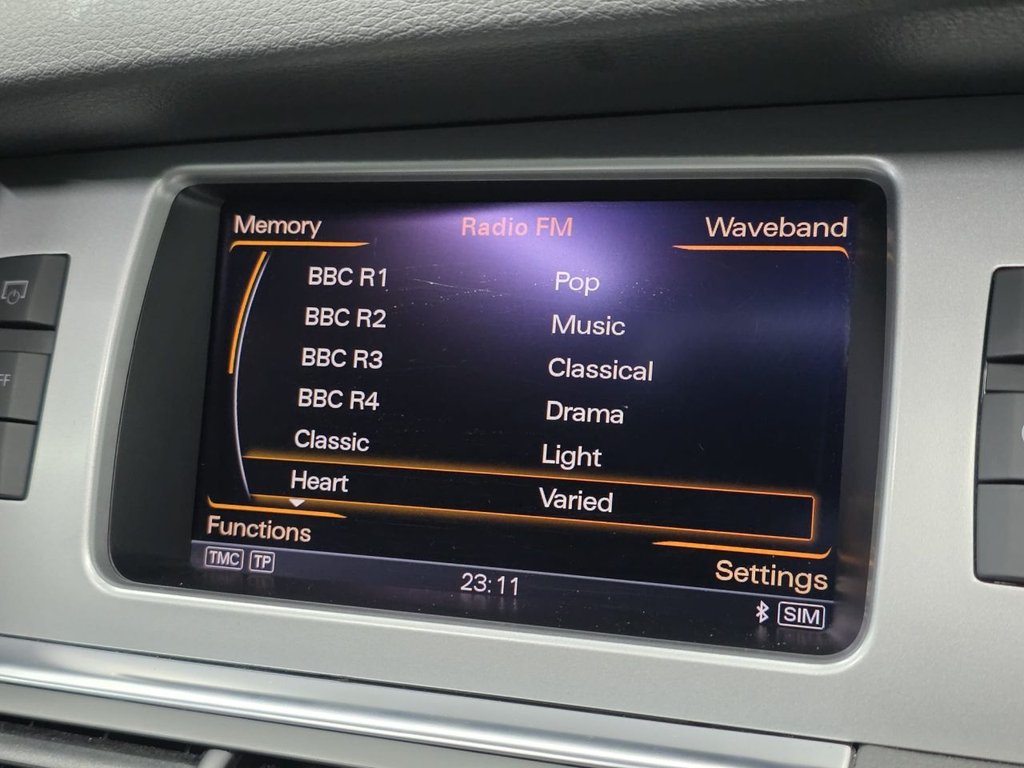 Memory Radio FM Waveband
BBC R1 Pop
BBC R2 Music
BBC R3 Classical
BBC R4 Drama
Classic Light
Heart Varied
Functions
Settings
TMC TP 23:11 SIM